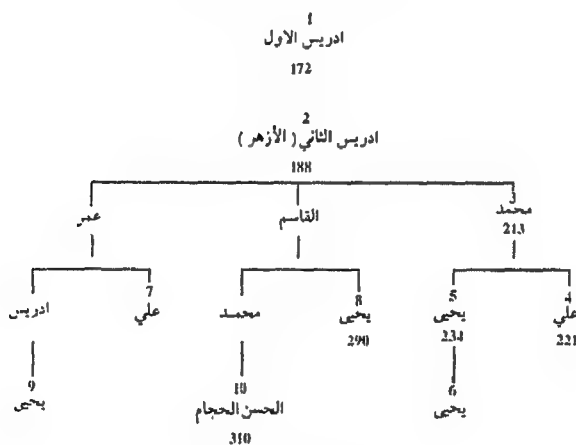 1
ادريس الاول
172
2
ادريس الثاني ( الأزهر )
188
3
محمد
213
القاسم
عمر
4
علي
221
5
يحيى
234
8
يحيى
290
محمد
7
علي
ادريس
6
يحيى
10
الحسن الحجام
310
9
يحيى